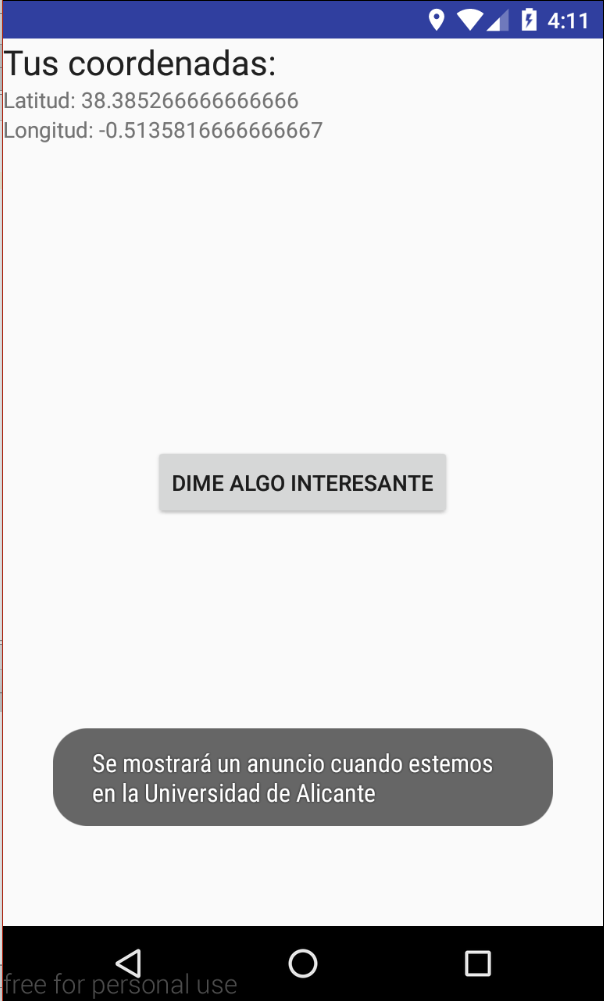 4:11
Tus coordenadas:
Latitud: 38.385266666666666
Longitud: -0.5135816666666667
DIME ALGO INTERESANTE
Se mostrará un anuncio cuando estemos
en la Universidad de Alicante
free for personal use